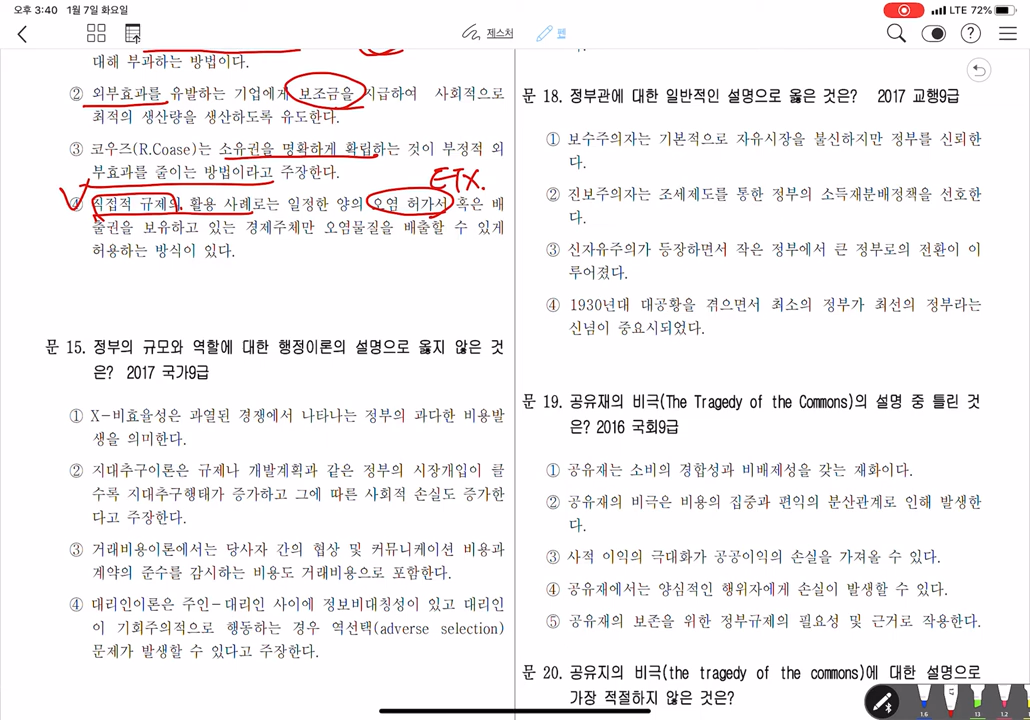 오후 3:40 1월 7일 화요일
LTE 72%
제스처
펜
대해 부과하는 방법이다.
② 외부효과를 유발하는 기업에게 보조금을 지급하여 사회적으로
최적의 생산량을 생산하도록 유도한다.
③ 코우즈(R.Coase)는 소유권을 명확하게 확립하는 것이 부정적 외
부효과를 줄이는 방법이라고 주장한다.
ETX.
④ 직접적 규제의 활용 사례로는 일정한 양의 오염 허가서 혹은 배
출권을 보유하고 있는 경제주체만 오염물질을 배출할 수 있게
허용하는 방식이 있다.
문 15. 정부의 규모와 역할에 대한 행정이론의 설명으로 옳지 않은 것
은? 2017 국가9급
① X-비효율성은 과열된 경쟁에서 나타나는 정부의 과다한 비용발
생을 의미한다.
② 지대추구이론은 규제나 개발계획과 같은 정부의 시장개입이 클
수록 지대추구행태가 증가하고 그에 따른 사회적 손실도 증가한
다고 주장한다.
③ 거래비용이론에서는 당사자 간의 협상 및 커뮤니케이션 비용과
계약의 준수를 감시하는 비용도 거래비용으로 포함한다.
④ 대리인이론은 주인-대리인 사이에 정보비대칭성이 있고 대리인
이 기회주의적으로 행동하는 경우 역선택(adverse selection)
문제가 발생할 수 있다고 주장한다.
문 18. 정부관에 대한 일반적인 설명으로 옳은 것은? 2017 교행9급
① 보수주의자는 기본적으로 자유시장을 불신하지만 정부를 신뢰한
다.
② 진보주의자는 조세제도를 통한 정부의 소득재분배정책을 선호한
다.
③ 신자유주의가 등장하면서 작은 정부에서 큰 정부로의 전환이 이
루어졌다.
④ 1930년대 대공황을 겪으면서 최소의 정부가 최선의 정부라는
신념이 중요시되었다.
문 19. 공유재의 비극(The Tragedy of the Commons)의 설명 중 틀린 것
은? 2016 국회9급
① 공유재는 소비의 경합성과 비배제성을 갖는 재화이다.
② 공유재의 비극은 비용의 집중과 편익의 분산관계로 인해 발생한
다.
③ 사적 이익의 극대화가 공공이익의 손실을 가져올 수 있다.
④ 공유재에서는 양심적인 행위자에게 손실이 발생할 수 있다.
⑤ 공유재의 보존을 위한 정부규제의 필요성 및 근거로 작용한다.
문 20. 공유지의 비극(the tragedy of the commons)에 대한 설명으로
가장 적절하지 않은 것은?
1.6
1.2